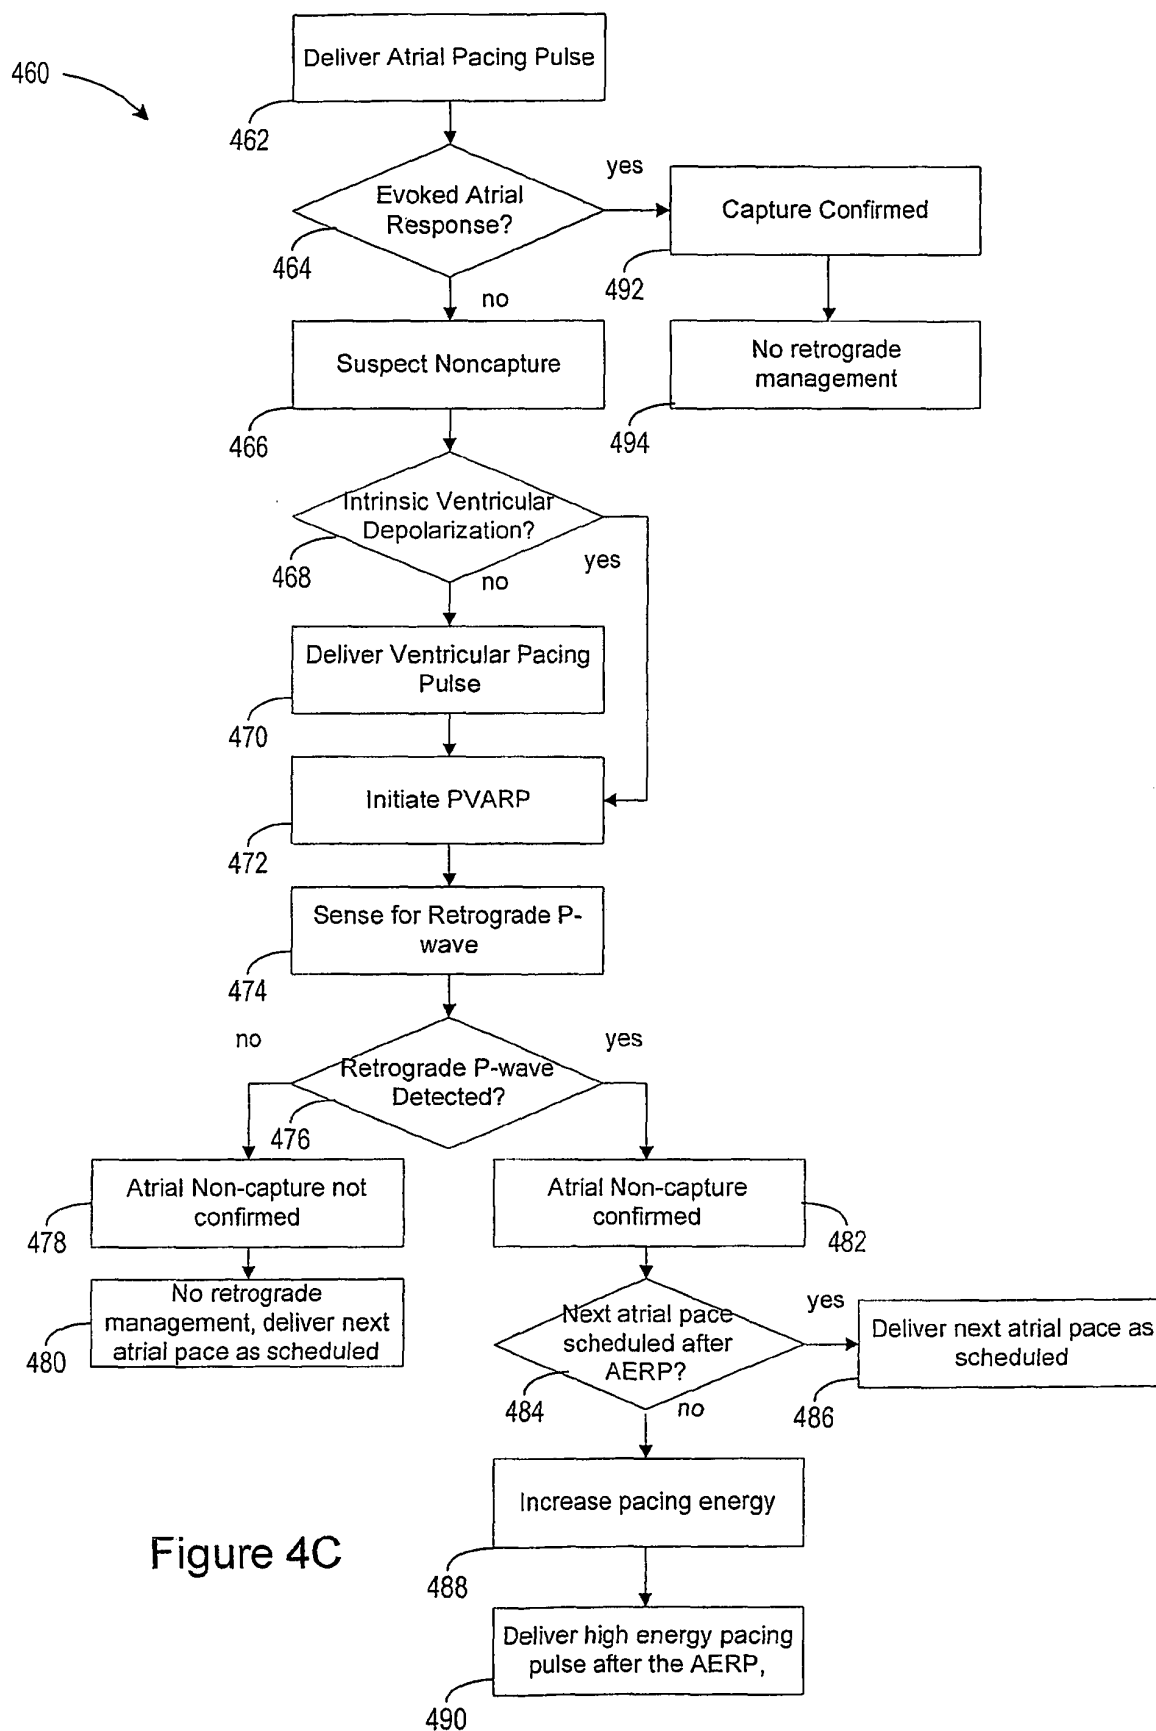 460
Deliver Atrial Pacing Pulse
462
Evoked Atrial
Response?
464
yes
Capture Confirmed
492
no
No retrograde
management
494
Suspect Noncapture
466
Intrinsic Ventricular
Depolarization?
468
yes
no
Deliver Ventricular Pacing
Pulse
470
Initiate PVARP
472
Sense for Retrograde P-
wave
474
no
yes
Retrograde P-wave
Detected?
476
Atrial Non-capture not
confirmed
478
Atrial Non-capture
confirmed
482
No retrograde
management, deliver next
atrial pace as scheduled
480
Next atrial pace
scheduled after
AERP?
484
yes
Deliver next atrial pace as
scheduled
486
no
Increase pacing energy
488
Figure 4C
Deliver high energy pacing
pulse after the AERP,
490